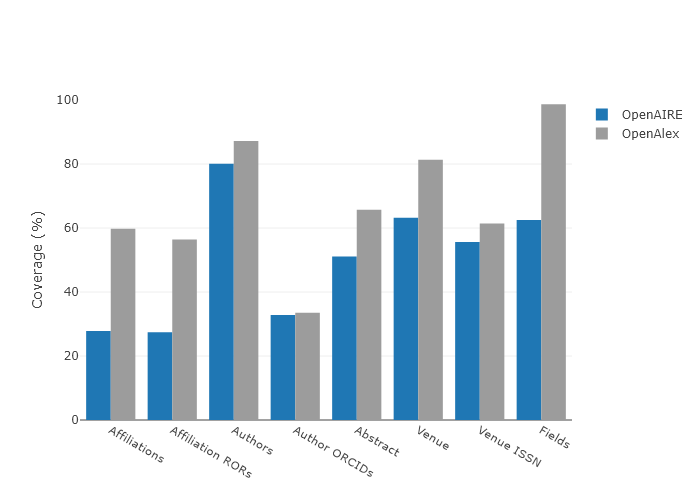 OpenAIRE
OpenAlex
Coverage (%)
100
80
60
40
20
0
Affiliations
Affiliation RORs
Authors
Author ORCIDs
Abstract
Venue
Venue ISSN
Fields